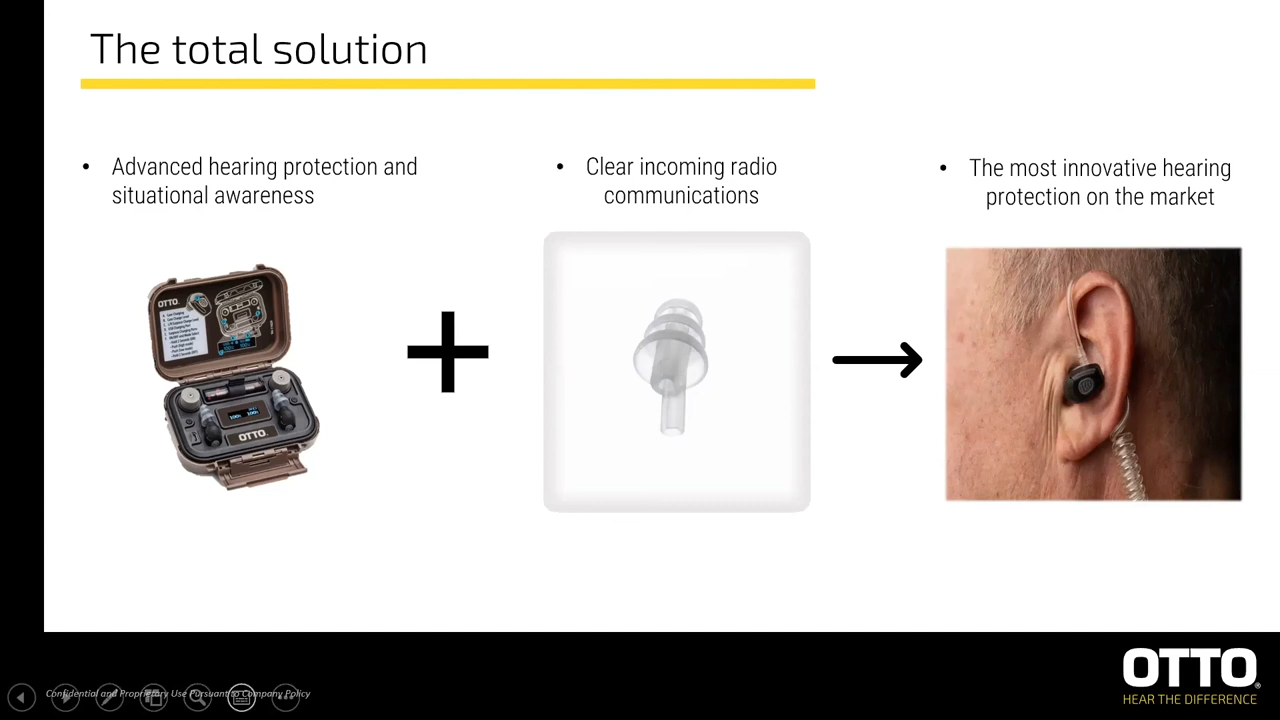 The total solution
• Advanced hearing protection and
situational awareness
• Clear incoming radio
communications
• The most innovative hearing
protection on the market
OTTO
OTTO
OTTO®
HEAR THE DIFFERENCE
Confidential and Proprietary Use Pursuant to Company Policy